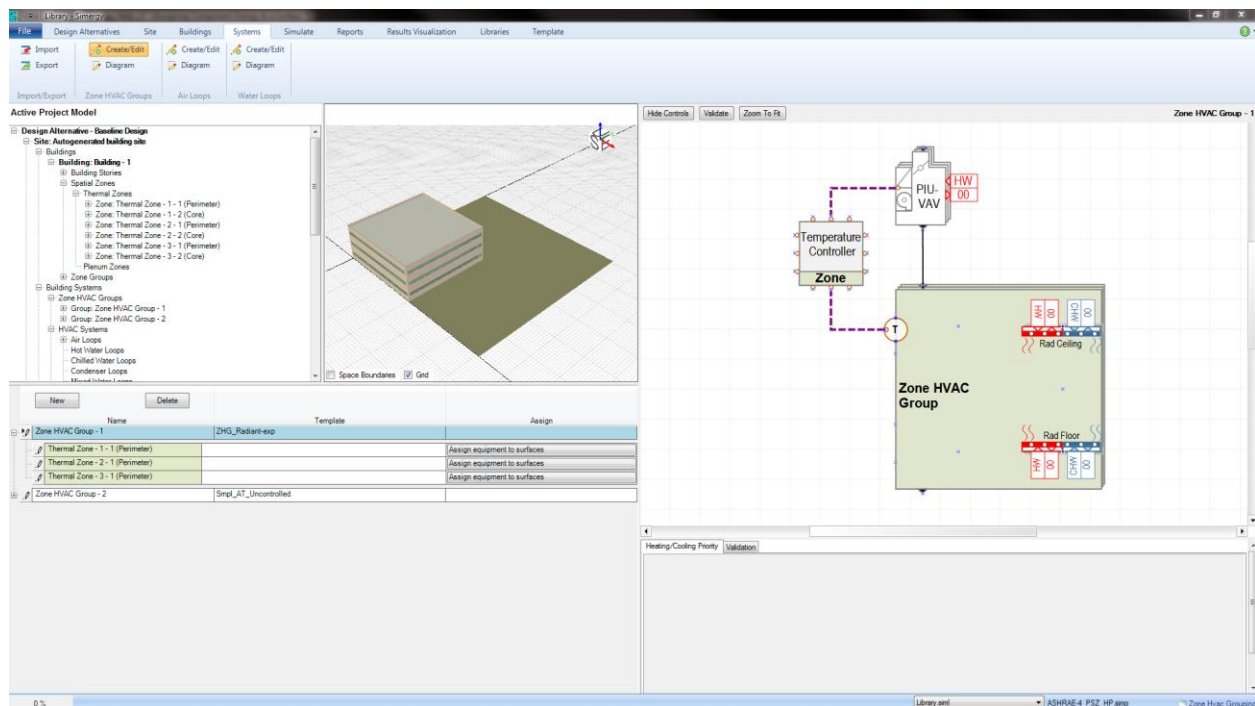 Library - Simergy
File Design Alternatives Site Buildings Systems Simulate Reports Results Visualization Libraries Template
Import Create/Edit Create/Edit Create/Edit
Export Diagram Diagram Diagram
Import/Export Zone HVAC Groups Air Loops Water Loops
Active Project Model
Design Alternative - Baseline Design
Site: Autogenerated building site
Buildings
Building: Building - 1
Building Stories
Spatial Zones
Thermal Zones
Zone: Thermal Zone - 1 - 1 (Perimeter)
Zone: Thermal Zone - 1 - 2 (Core)
Zone: Thermal Zone - 2 - 1 (Perimeter)
Zone: Thermal Zone - 2 - 2 (Core)
Zone: Thermal Zone - 3 - 1 (Perimeter)
Zone: Thermal Zone - 3 - 2 (Core)
Plenum Zones
Zone Groups
Building Systems
Zone HVAC Groups
Group: Zone HVAC Group - 1
Group: Zone HVAC Group - 2
HVAC Systems
Air Loops
Hot Water Loops
Chilled Water Loops
Condenser Loops
Mixed Water Loops
Space Boundaries Grid
New Delete
Name Template Assign
Zone HVAC Group - 1 ZHG_Radiant-exp
Thermal Zone - 1 - 1 (Perimeter) Assign equipment to surfaces
Thermal Zone - 2 - 1 (Perimeter) Assign equipment to surfaces
Thermal Zone - 3 - 1 (Perimeter) Assign equipment to surfaces
Zone HVAC Group - 2 Smpl_AT_Uncontrolled
Hide Controls Validate Zoom To Fit Zone HVAC Group - 1
PIU-
VAV
HW
00
Temperature
Controller
Zone
T
HW 00 CHW 00
Rad Ceiling
Zone HVAC
Group
Rad Floor
HW 00 CHW 00
Heating/Cooling Priority Validation
0 % Library.siml ASHRAE-4_PSZ_HP.simp Zone Hvac Grouping